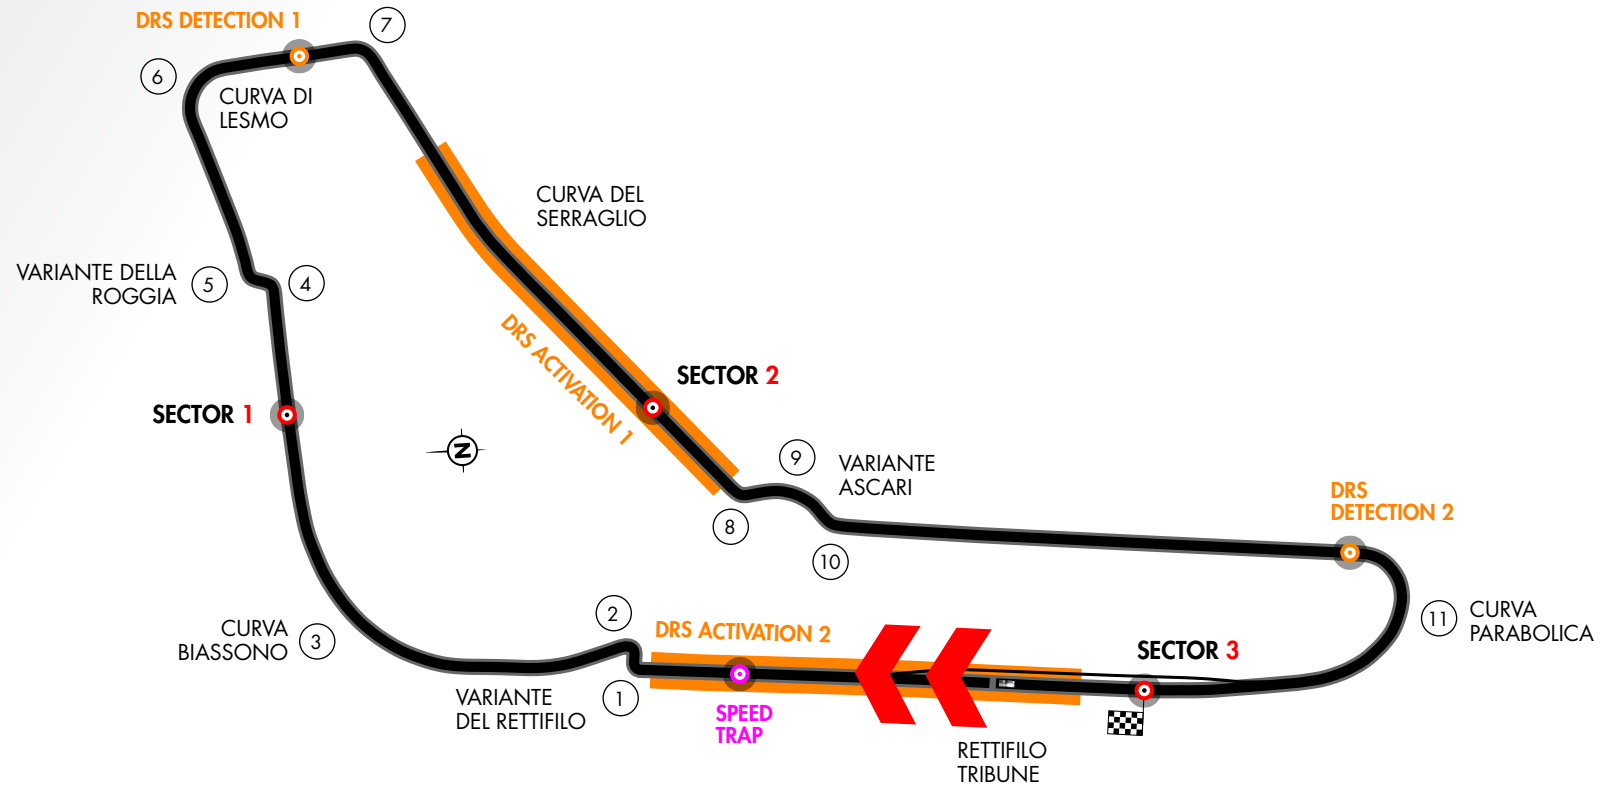 DRS DETECTION 1
7
6
CURVA DI
LESMO
CURVA DEL
SERRAGLIO
VARIANTE DELLA
ROGGIA
5
4
DRS ACTIVATION 1
SECTOR 2
SECTOR 1
N
9
VARIANTE
ASCARI
8
10
DRS
DETECTION 2
11
CURVA
PARABOLICA
CURVA
BIASSONO
3
2
DRS ACTIVATION 2
SECTOR 3
1
VARIANTE
DEL RETTIFILO
SPEED
TRAP
RETTIFILO
TRIBUNE